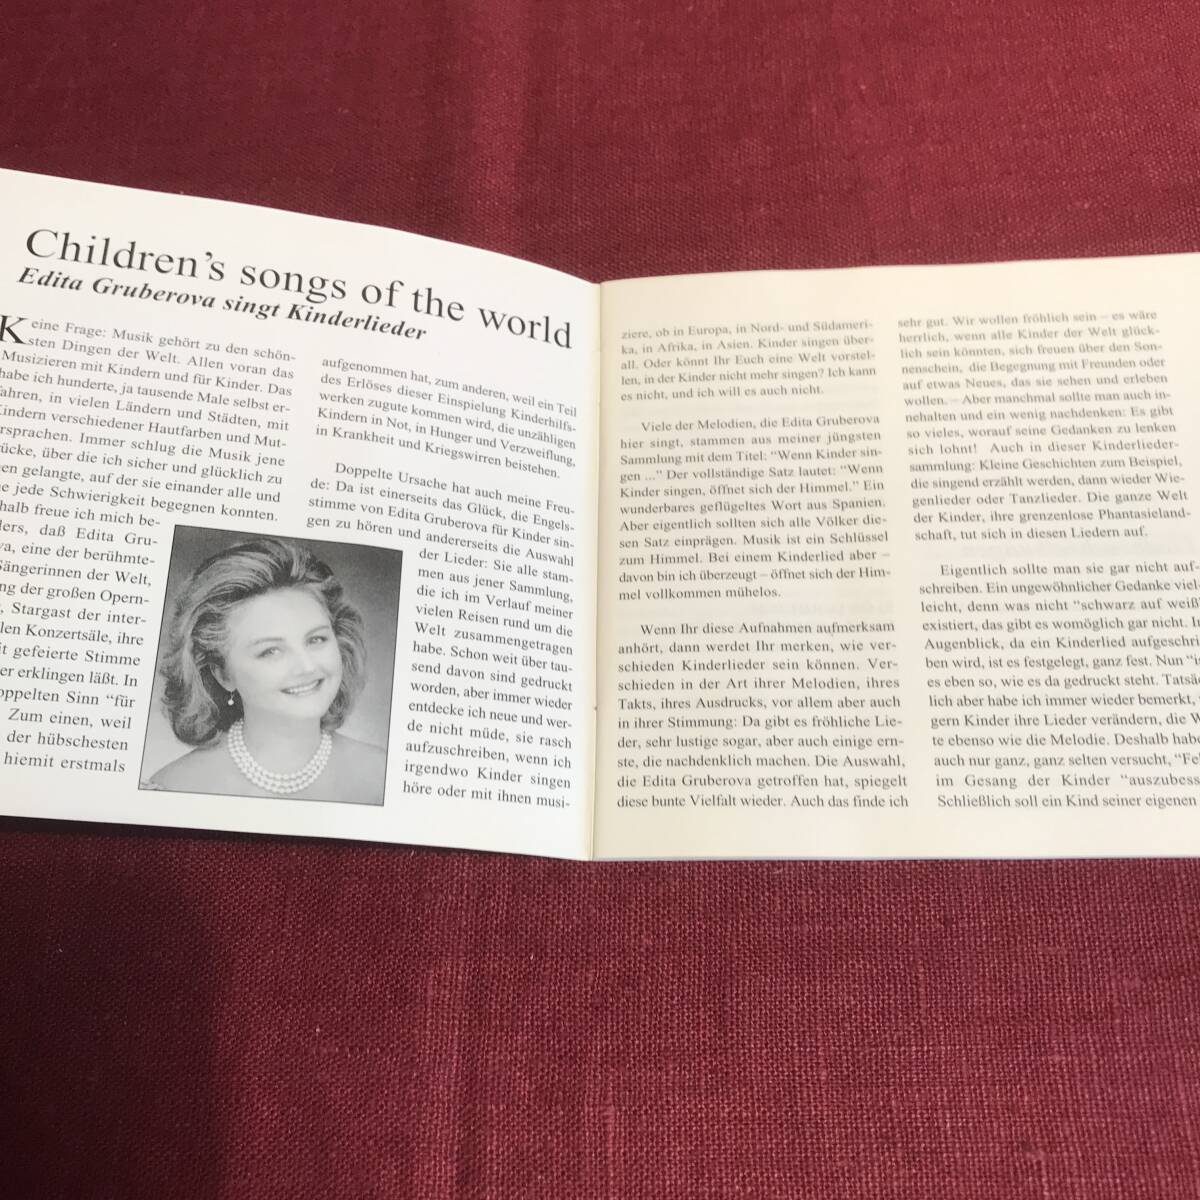 Children's songs of the world
Edita Gruberova singt Kinderlieder
Keine Frage: Musik gehört zu den schön-
sten Dingen der Welt. Allen voran das
Musizieren mit Kindern und für Kinder. Das
habe ich hunderte, ja tausende Male selbst er-
fahren, in vielen Ländern und Städten, mit
Kindern verschiedener Hautfarben und Mut-
ersprachen. Immer schlug die Musik jene
ücke, über die ich sicher und glücklich zu
en gelangte, auf der sie einander alle und
e jede Schwierigkeit begegnen konnten.
halb freue ich mich be-
ders, daß Edita Gru-
va, eine der berühmte-
Sängerinnen der Welt,
ng der großen Opern-
, Stargast der inter-
len Konzertsäle, ihre
it gefeierte Stimme
er erklingen läßt. In
oppelten Sinn "für
Zum einen, weil
der hübschesten
hiemit erstmals
aufgenommen hat, zum anderen, weil ein Teil
des Erlöses dieser Einspielung Kinderhilfs-
werken zugute kommen wird, die unzähligen
Kindern in Not, in Hunger und Verzweiflung,
in Krankheit und Kriegswirren beistehen.
Doppelte Ursache hat auch meine Freu-
de: Da ist einerseits das Glück, die Engels-
stimme von Edita Gruberova für Kinder sin-
gen zu hören und andererseits die Auswahl
der Lieder: Sie alle stam-
men aus jener Sammlung,
die ich im Verlauf meiner
vielen Reisen rund um die
Welt zusammengetragen
habe. Schon weit über tau-
send davon sind gedruckt
worden, aber immer wieder
entdecke ich neue und wer-
de nicht müde, sie rasch
aufzuschreiben, wenn ich
irgendwo Kinder singen
höre oder mit ihnen musi-
ziere, ob in Europa, in Nord- und Südameri-
ka, in Afrika, in Asien. Kinder singen über-
all. Oder könnt Ihr Euch eine Welt vorstel-
len, in der Kinder nicht mehr singen? Ich kann
es nicht, und ich will es auch nicht.
Viele der Melodien, die Edita Gruberova
hier singt, stammen aus meiner jüngsten
Sammlung mit dem Titel: "Wenn Kinder sin-
gen ..." Der vollständige Satz lautet: "Wenn
Kinder singen, öffnet sich der Himmel." Ein
wunderbares geflügeltes Wort aus Spanien.
Aber eigentlich sollten sich alle Völker die-
sen Satz einprägen. Musik ist ein Schlüssel
zum Himmel. Bei einem Kinderlied aber –
davon bin ich überzeugt – öffnet sich der Him-
mel vollkommen mühelos.
Wenn Ihr diese Aufnahmen aufmerksam
anhört, dann werdet Ihr merken, wie ver-
schieden Kinderlieder sein können. Ver-
schieden in der Art ihrer Melodien, ihres
Takts, ihres Ausdrucks, vor allem aber auch
in ihrer Stimmung: Da gibt es fröhliche Lie-
der, sehr lustige sogar, aber auch einige ern-
ste, die nachdenklich machen. Die Auswahl,
die Edita Gruberova getroffen hat, spiegelt
diese bunte Vielfalt wieder. Auch das finde ich
sehr gut. Wir wollen fröhlich sein – es wäre
herrlich, wenn alle Kinder der Welt glück-
lich sein könnten, sich freuen über den Son-
nenschein, die Begegnung mit Freunden oder
auf etwas Neues, das sie sehen und erleben
wollen. – Aber manchmal sollte man auch in-
nehalten und ein wenig nachdenken: Es gibt
so vieles, worauf seine Gedanken zu lenken
sich lohnt! Auch in dieser Kinderlieder-
sammlung: Kleine Geschichten zum Beispiel,
die singend erzählt werden, dann wieder Wie-
genlieder oder Tanzlieder. Die ganze Welt
der Kinder, ihre grenzenlose Phantasieland-
schaft, tut sich in diesen Liedern auf.
Eigentlich sollte man sie gar nicht auf-
schreiben. Ein ungewöhnlicher Gedanke viel-
leicht, denn was nicht "schwarz auf weiß"
existiert, das gibt es womöglich gar nicht. I
Augenblick, da ein Kinderlied aufgeschri
ben wird, ist es festgelegt, ganz fest. Nun "i
es eben so, wie es da gedruckt steht. Tatsäc
lich aber habe ich immer wieder bemerkt,
gern Kinder ihre Lieder verändern, die W
te ebenso wie die Melodie. Deshalb habe
auch nur ganz, ganz selten versucht, "Fe
im Gesang der Kinder "auszubess
Schließlich soll ein Kind seiner eigenen